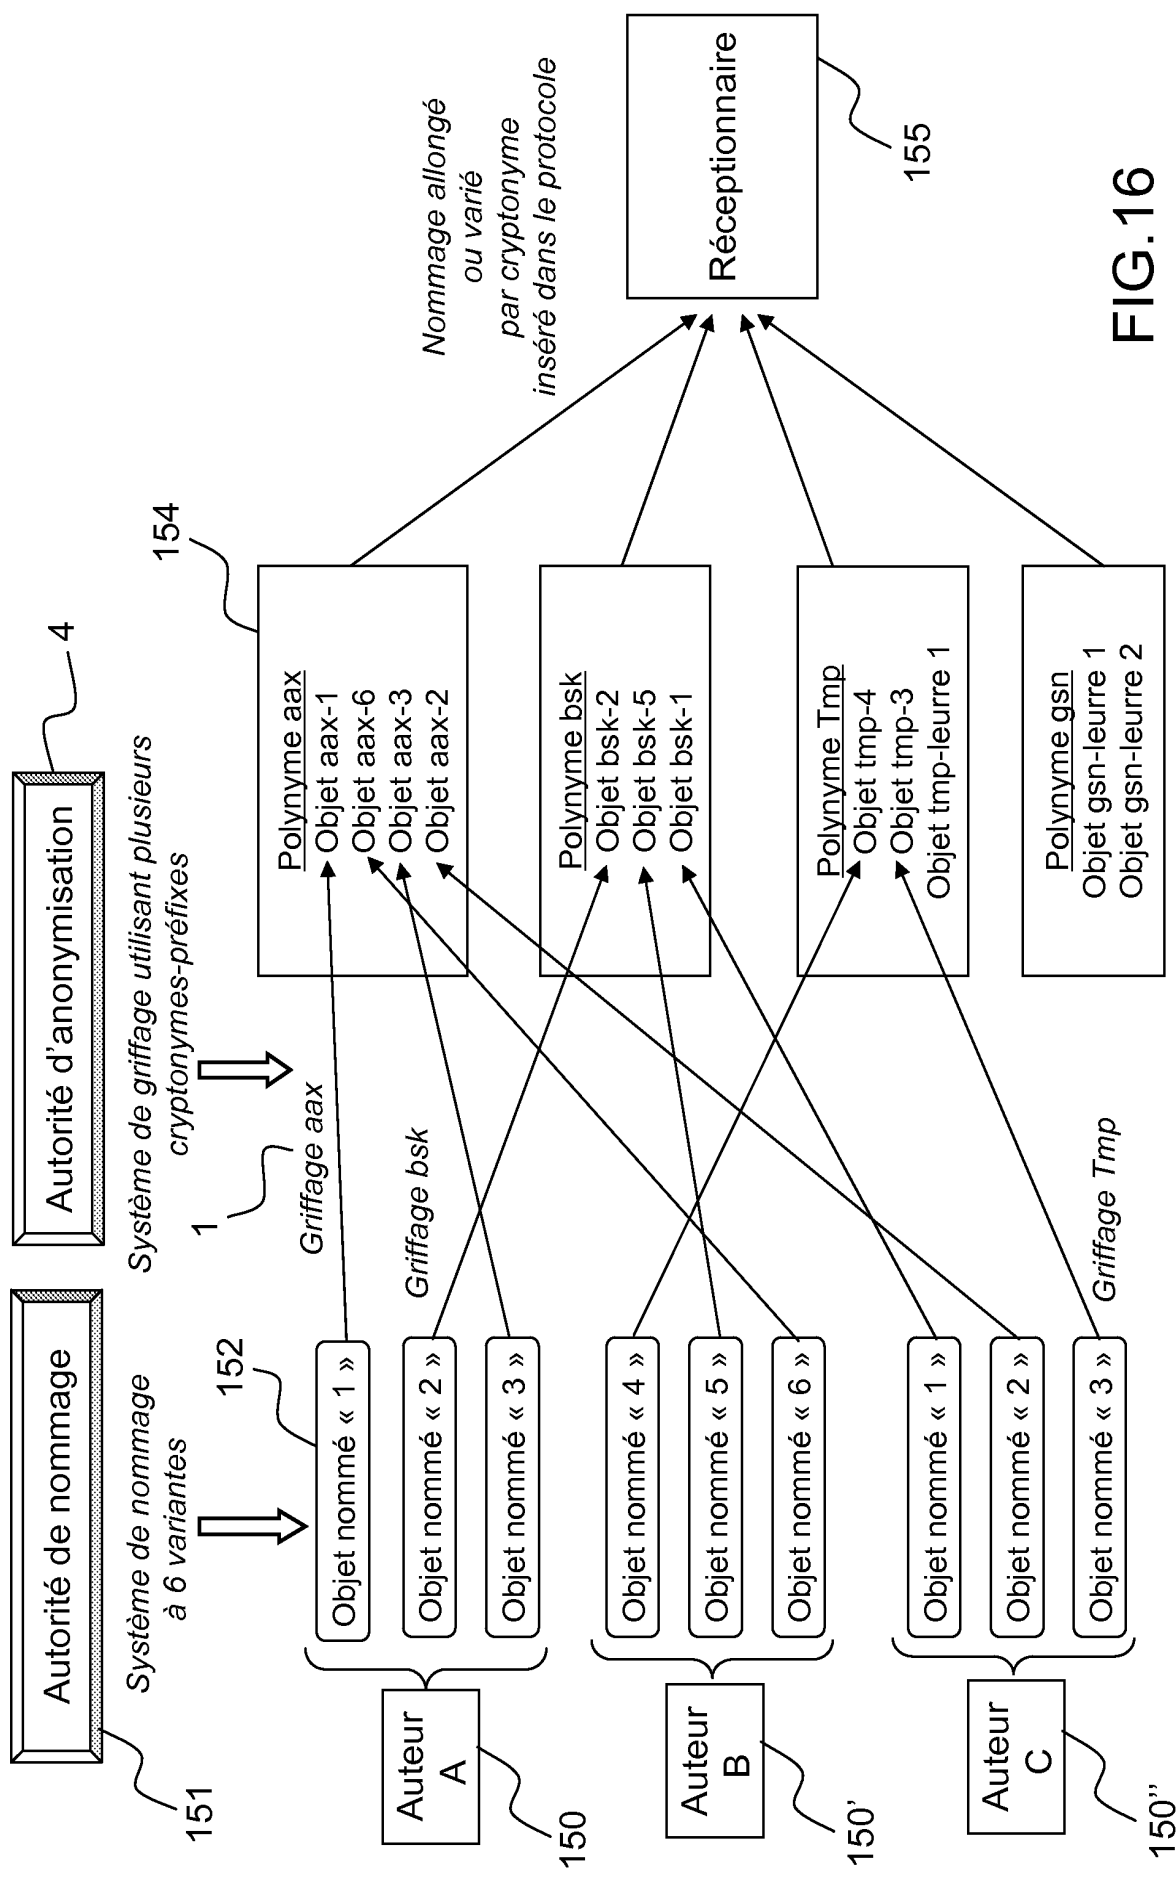 Autorité de nommage
151
Autorité d'anonymisation
4
Système de nommage
à 6 variantes
Système de griffage utilisant plusieurs
cryptonymes-préfixes
Nommage allongé
ou varié
par cryptonyme
inséré dans le protocole
152
1
154
Griffage aax
Griffage bsk
Griffage Tmp
Auteur
A
150
Objet nommé « 1 »
Objet nommé « 2 »
Objet nommé « 3 »
Auteur
B
150'
Objet nommé « 4 »
Objet nommé « 5 »
Objet nommé « 6 »
Auteur
C
150''
Objet nommé « 1 »
Objet nommé « 2 »
Objet nommé « 3 »
Polynyme aax
Objet aax-1
Objet aax-6
Objet aax-3
Objet aax-2
Polynyme bsk
Objet bsk-2
Objet bsk-5
Objet bsk-1
Polynyme Tmp
Objet tmp-4
Objet tmp-3
Objet tmp-leurre 1
Polynyme gsn
Objet gsn-leurre 1
Objet gsn-leurre 2
Réceptionnaire
155
FIG.16